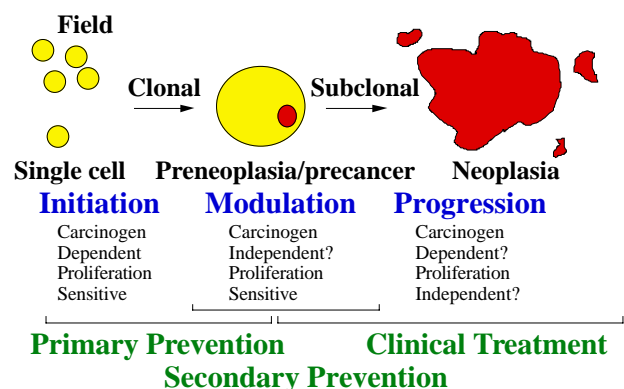 Field
Clonal
Subclonal
Single cell
Preneoplasia/precancer
Neoplasia
Initiation
Modulation
Progression
Carcinogen
Dependent
Proliferation
Sensitive
Carcinogen
Independent?
Proliferation
Sensitive
Carcinogen
Dependent?
Proliferation
Independent?
Primary Prevention
Clinical Treatment
Secondary Prevention